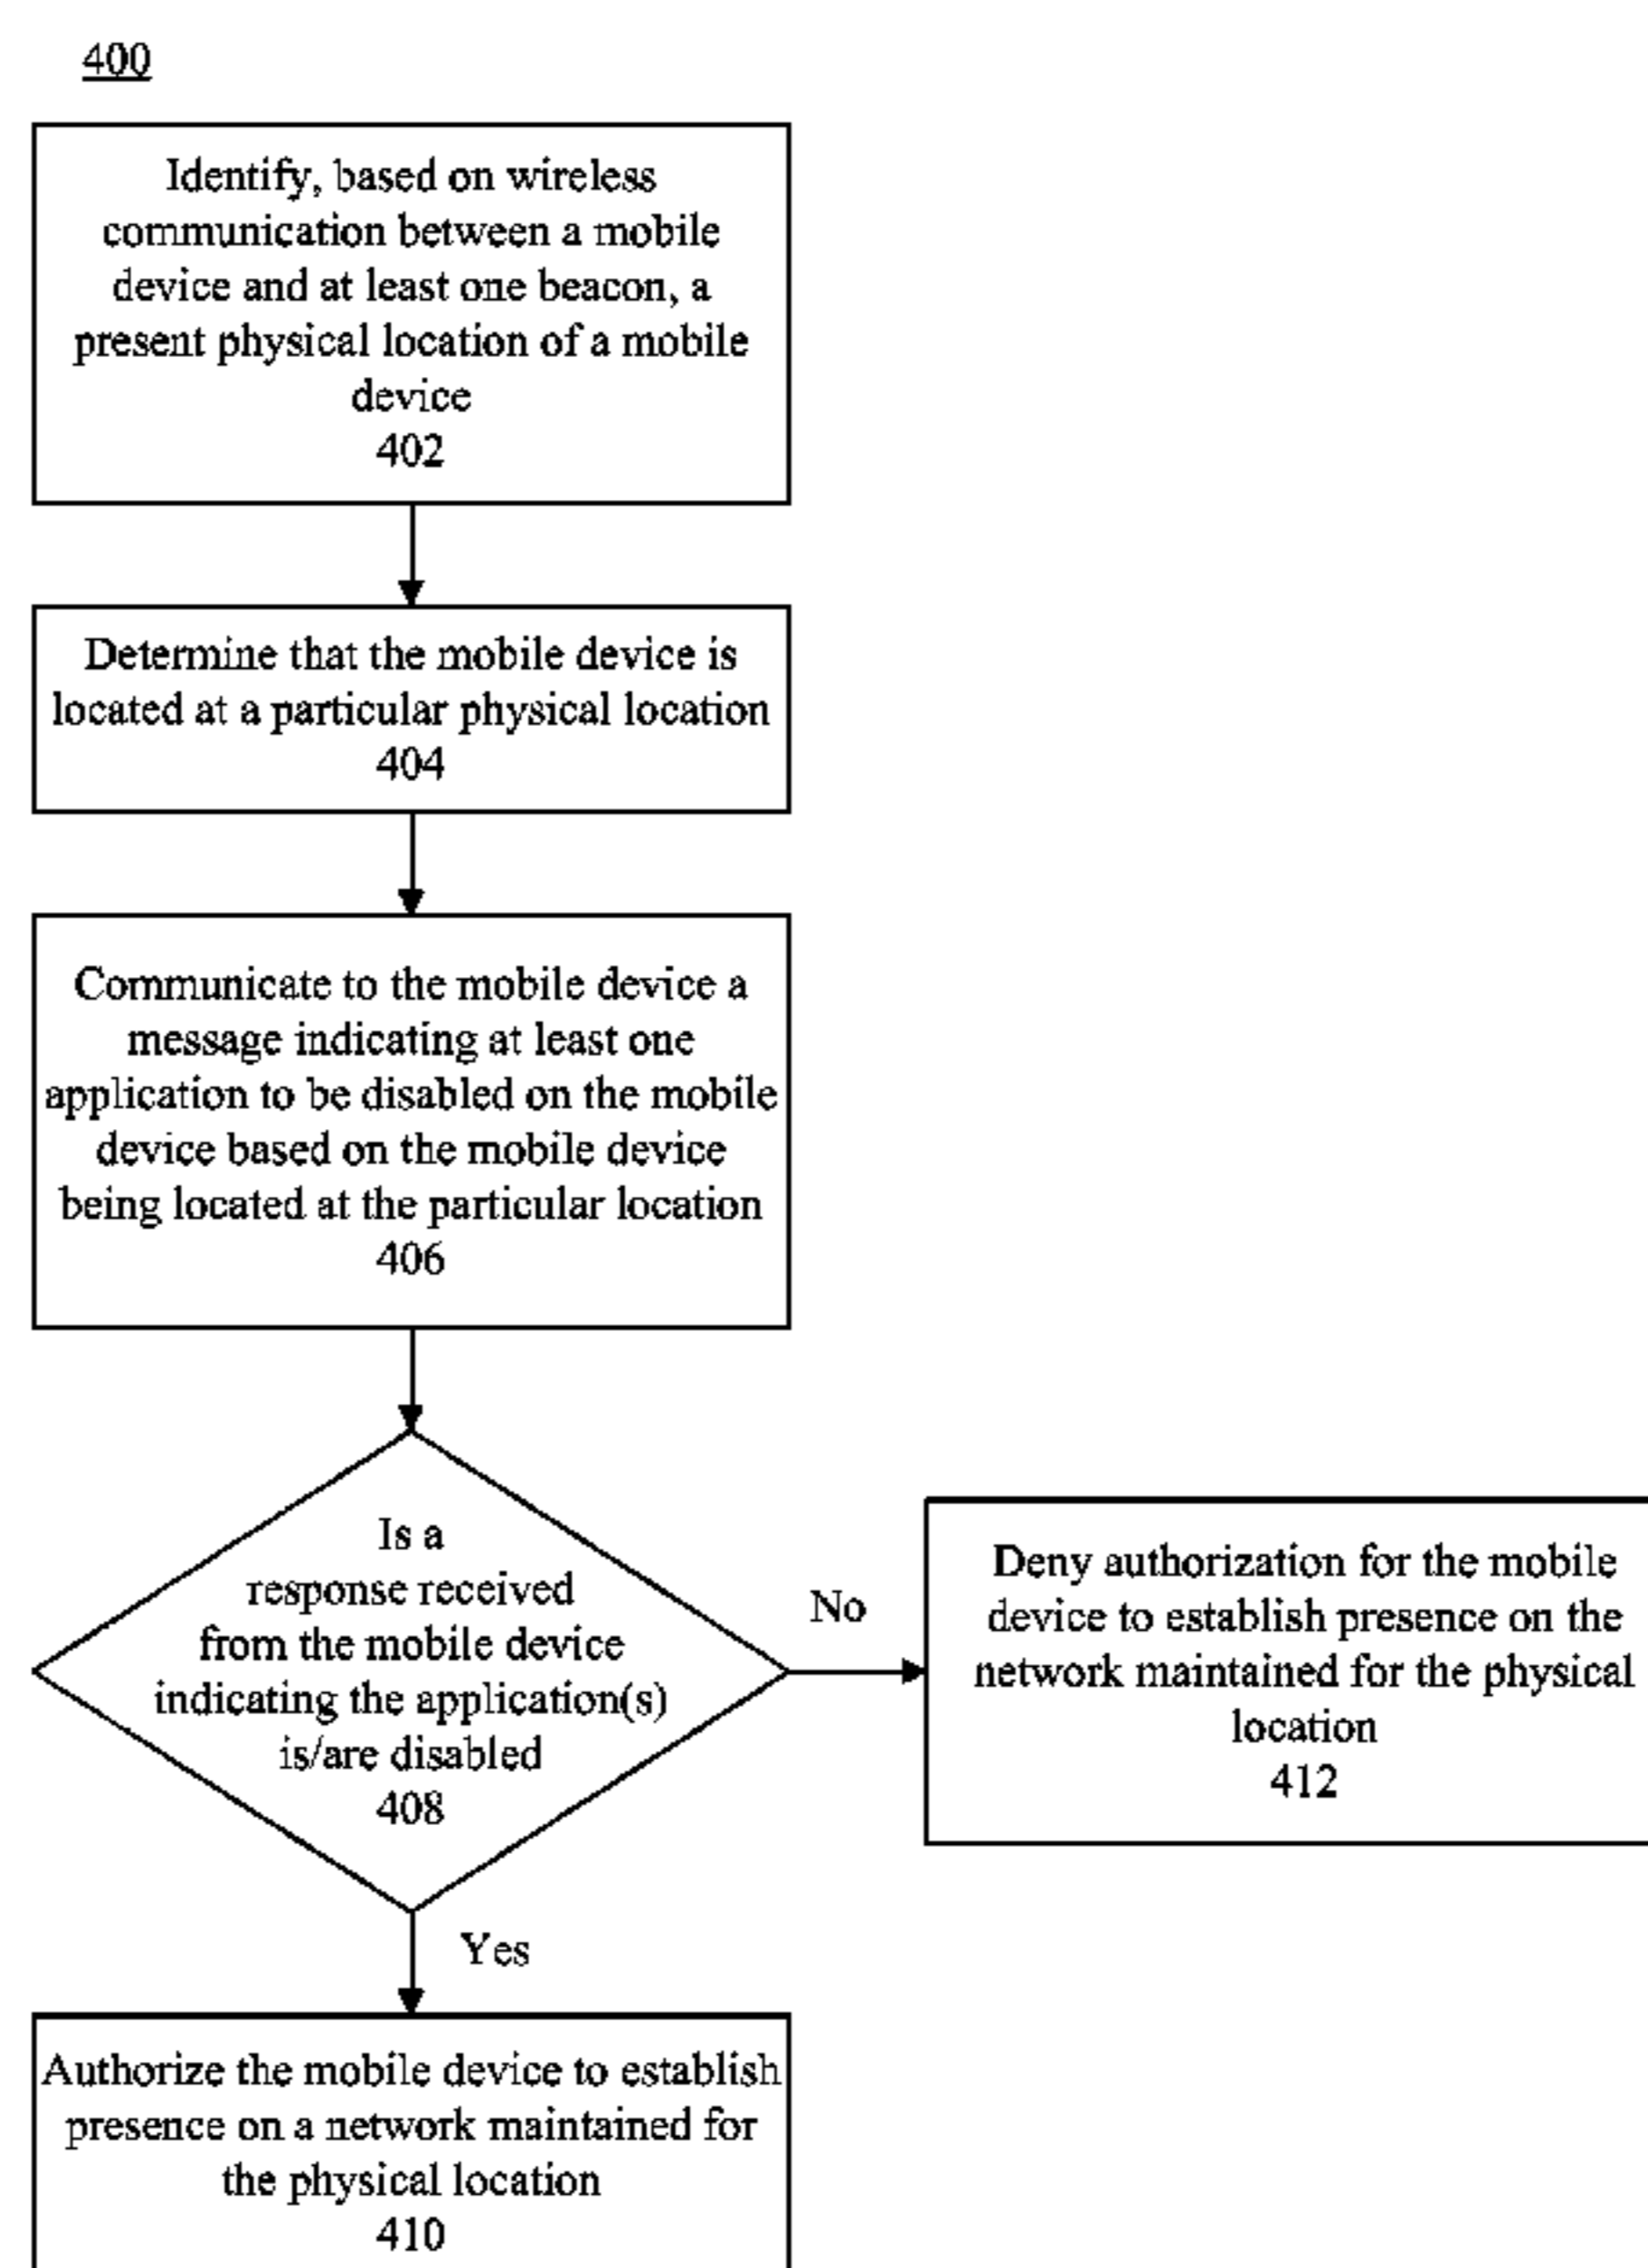 400
Identify, based on wireless
communication between a mobile
device and at least one beacon, a
present physical location of a mobile
device
402
Determine that the mobile device is
located at a particular physical location
404
Communicate to the mobile device a
message indicating at least one
application to be disabled on the mobile
device based on the mobile device
being located at the particular location
406
Is a
response received
from the mobile device
indicating the application(s)
is/are disabled
408
No
Deny authorization for the mobile
device to establish presence on the
network maintained for the physical
location
412
Yes
Authorize the mobile device to establish
presence on a network maintained for
the physical location
410